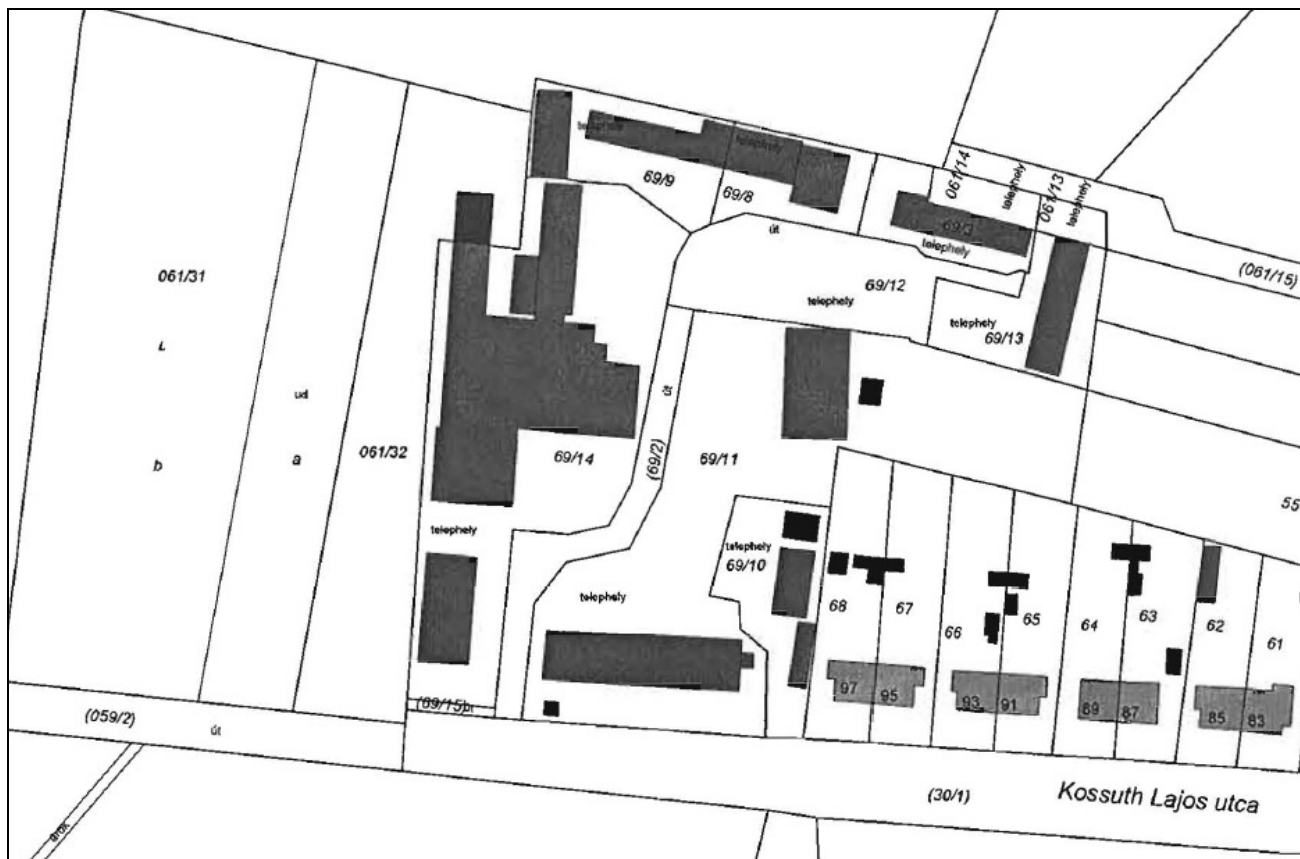 telephely
telephely
061/14
telephely
061/13
telephely
69/9
69/8
69/3
telephely
út
(061/15)
061/31
69/12
telephely
telephely
69/13
ud
út
a
b
061/32
69/14
(69/2)
69/11
55
telephely
telephely
69/10
telephely
68
67
66
65
64
63
62
61
97
95
93
91
89
87
85
83
(69/15)
(059/2)
út
(30/1)
Kossuth Lajos utca
árok